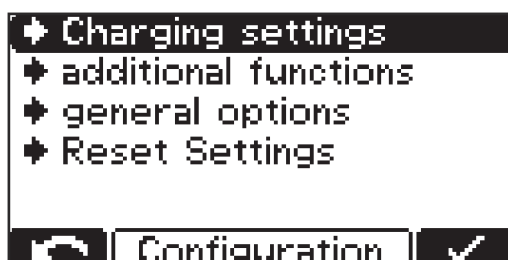 Charging settings
additional functions
general options
Reset Settings
Configuration